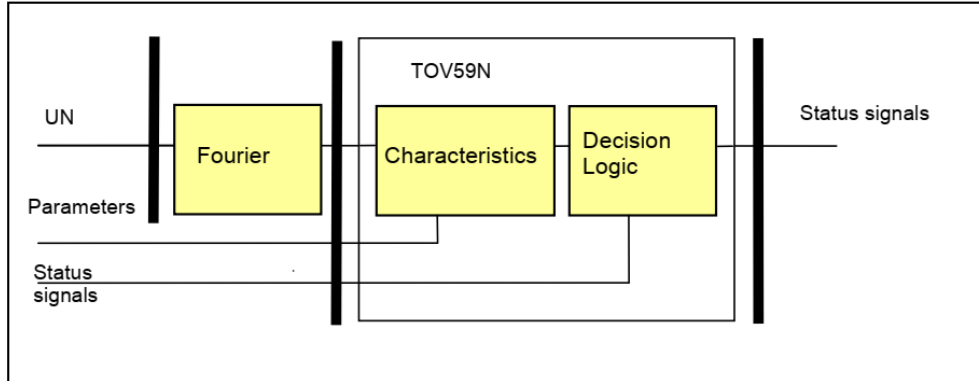 TOV59N
UN
Status signals
Fourier
Characteristics
Decision
Logic
Parameters
Status
signals